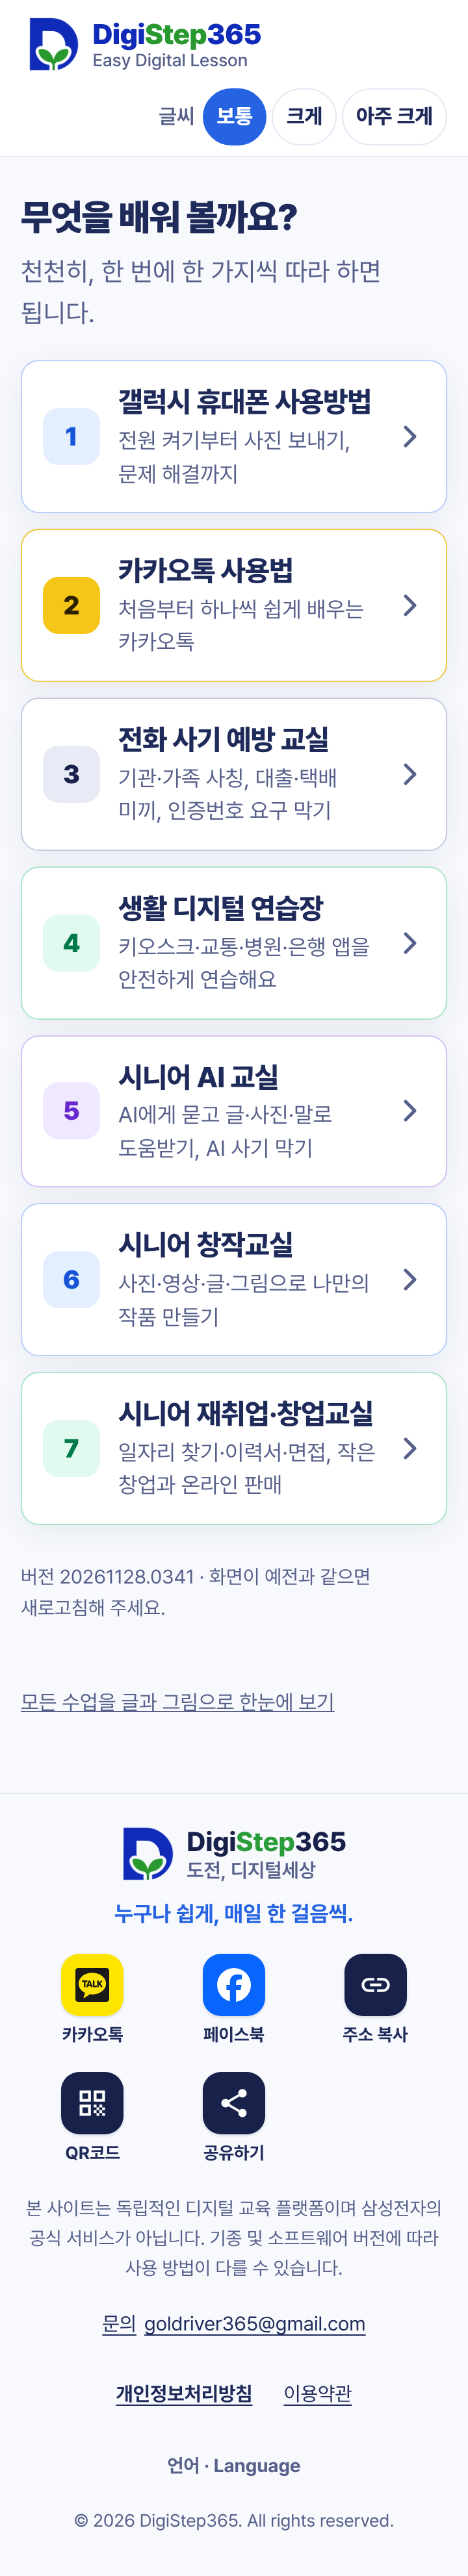 DigiStep365
Easy Digital Lesson
글씨 보통 크게 아주 크게
무엇을 배워 볼까요?
천천히, 한 번에 한 가지씩 따라 하면
됩니다.
1
갤럭시 휴대폰 사용방법
전원 켜기부터 사진 보내기,
문제 해결까지
2
카카오톡 사용법
처음부터 하나씩 쉽게 배우는
카카오톡
3
전화 사기 예방 교실
기관·가족 사칭, 대출·택배
미끼, 인증번호 요구 막기
4
생활 디지털 연습장
키오스크·교통·병원·은행 앱을
안전하게 연습해요
5
시니어 AI 교실
AI에게 묻고 글·사진·말로
도움받기, AI 사기 막기
6
시니어 창작교실
사진·영상·글·그림으로 나만의
작품 만들기
7
시니어 재취업·창업교실
일자리 찾기·이력서·면접, 작은
창업과 온라인 판매
버전 20261128.0341 · 화면이 예전과 같으면
새로고침해 주세요.
모든 수업을 글과 그림으로 한눈에 보기
DigiStep365
도전, 디지털세상
누구나 쉽게, 매일 한 걸음씩.
TALK
카카오톡 페이스북 주소 복사
QR코드 공유하기
본 사이트는 독립적인 디지털 교육 플랫폼이며 삼성전자의
공식 서비스가 아닙니다. 기종 및 소프트웨어 버전에 따라
사용 방법이 다를 수 있습니다.
문의 goldriver365@gmail.com
개인정보처리방침 이용약관
언어 · Language
© 2026 DigiStep365. All rights reserved.